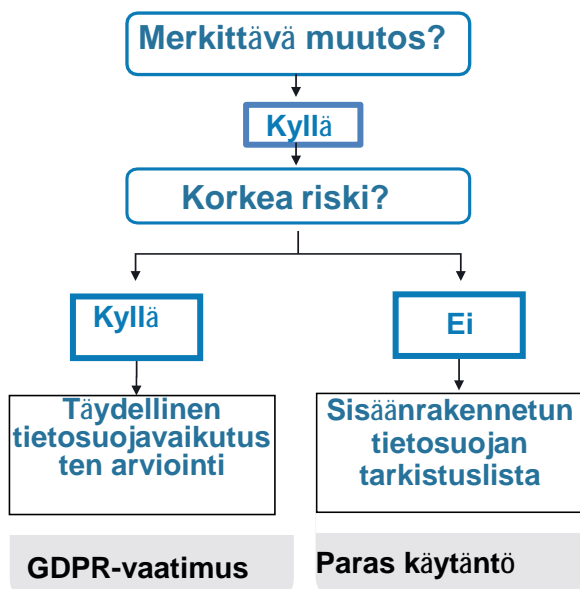 Merkittävä muutos?
Kyllä
Korkea riski?
Kyllä
Ei
Täydellinen
tietosuojavaikutus
ten arviointi
Sisäänrakennetun
tietosuojan
tarkistuslista
GDPR-vaatimus
Paras käytäntö